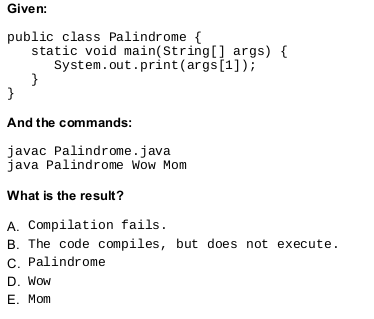 Given:
public class Palindrome {
static void main(String[] args) {
System.out.print(args[1]);
}
}
And the commands:
javac Palindrome.java
java Palindrome Wow Mom
What is the result?
A. Compilation fails.
B. The code compiles, but does not execute.
C. Palindrome
D. Wow
E. Mom